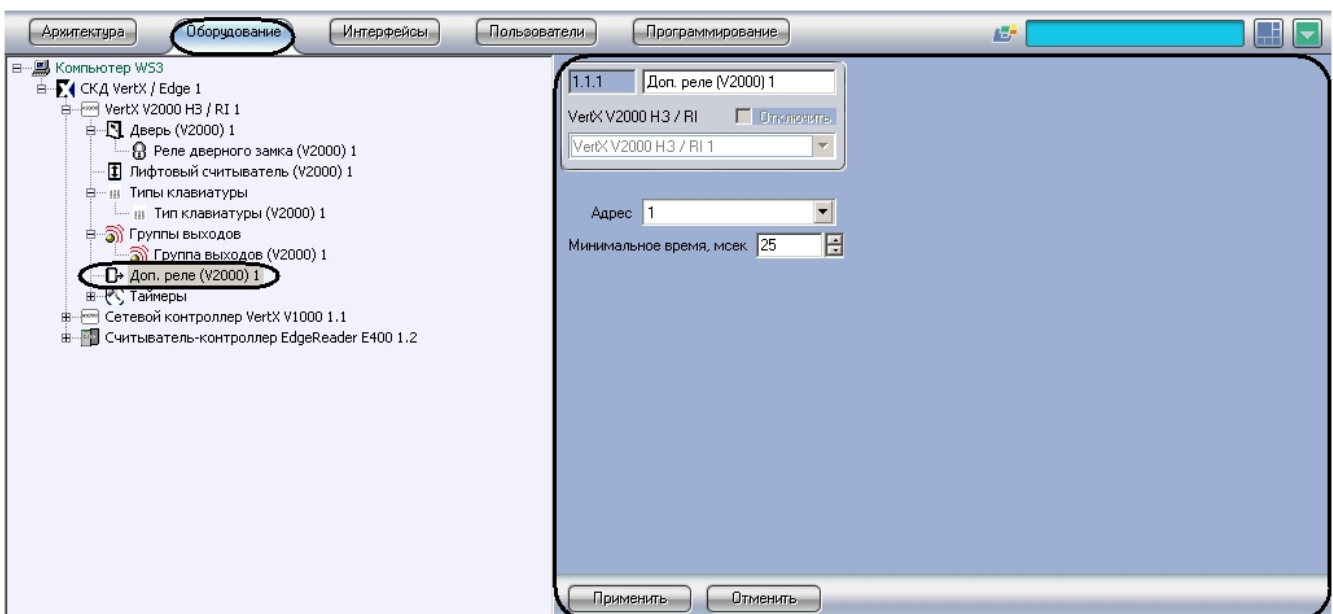 Архитектура Оборудование Интерфейсы Пользователи Программирование
Компьютер WS3
СКД VertX / Edge 1
VertX V2000 H3 / RI 1
Дверь (V2000) 1
Реле дверного замка (V2000) 1
Лифтовый считыватель (V2000) 1
Типы клавиатуры
Тип клавиатуры (V2000) 1
Группы выходов
Группа выходов (V2000) 1
Доп. реле (V2000) 1
Таймеры
Сетевой контроллер VertX V1000 1.1
Считыватель-контроллер EdgeReader E400 1.2
1.1.1 Доп. реле (V2000) 1
VertX V2000 H3 / RI Отключить
VertX V2000 H3 / RI 1
Адрес 1
Минимальное время, мсек 25
Применить Отменить